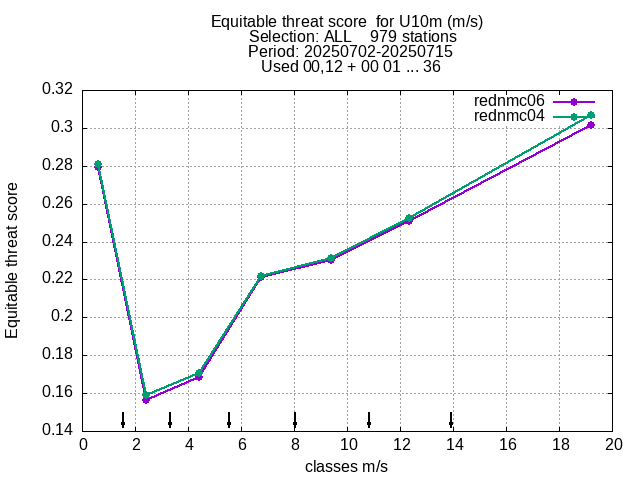 Equitable threat score  for U10m (m/s)
Selection: ALL    979 stations
Period: 20250702-20250715
Used 00,12 + 00 01 ... 36
rednmc06
rednmc04
Equitable threat score
0.32
0.3
0.28
0.26
0.24
0.22
0.2
0.18
0.16
0.14
0 2 4 6 8 10 12 14 16 18 20
classes m/s